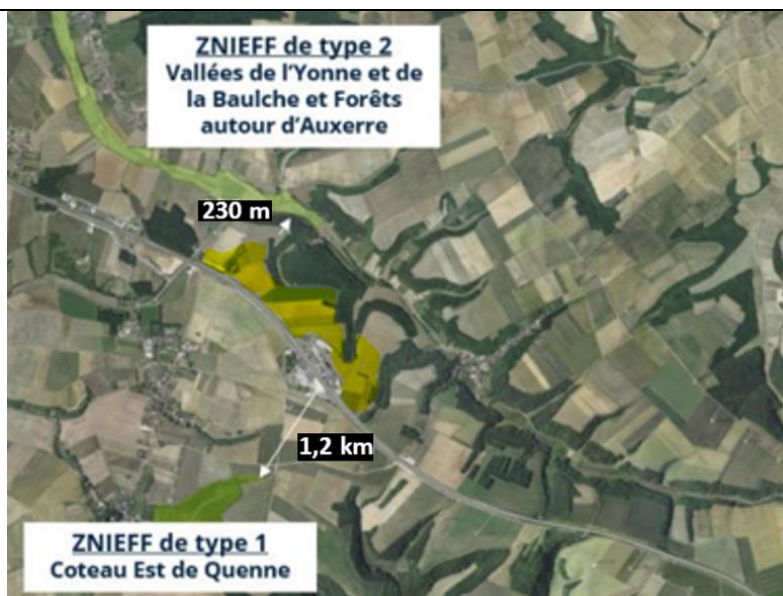 ZNIEFF de type 2
Vallées de l’Yonne et de
la Baulche et Forêts
autour d’Auxerre
230 m
1,2 km
ZNIEFF de type 1
Coteau Est de Quenne